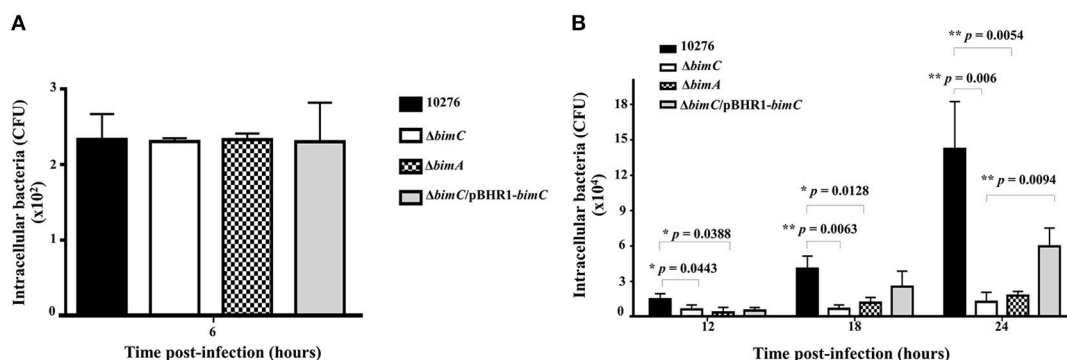 A
Intracellular bacteria (CFU)
(x10²)
3
2
1
0
6
Time post-infection (hours)
10276
ΔbimC
ΔbimA
ΔbimC/pBHR1-bimC
B
Intracellular bacteria (CFU)
(x10⁴)
18
15
12
9
6
3
0
10276
ΔbimC
ΔbimA
ΔbimC/pBHR1-bimC
* p = 0.0388
* p = 0.0443
* p = 0.0128
** p = 0.0063
** p = 0.0054
** p = 0.006
** p = 0.0094
12
18
24
Time post-infection (hours)